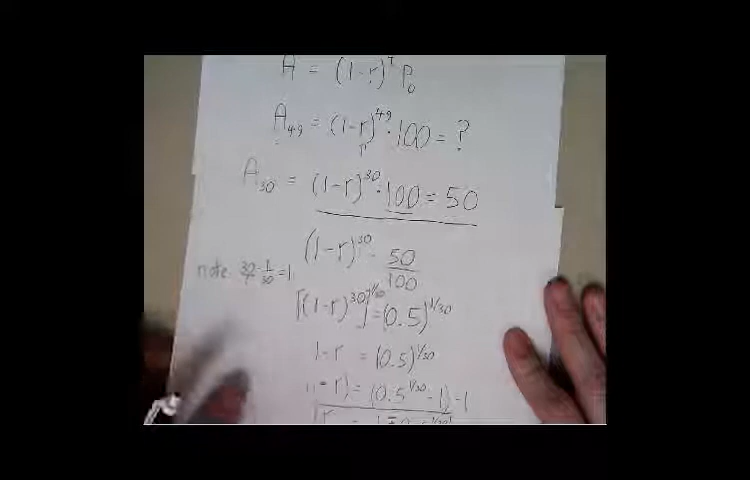 A = (1-r)^T P₀
A₄₉ = (1-r)^49 · 100 = ?
A₃₀ = (1-r)^30 · 100 = 50
(1-r)^30 = 50/100
note: 30 · 1/30 = 1
[(1-r)^30]^1/30 = (0.5)^1/30
1-r = (0.5)^1/30